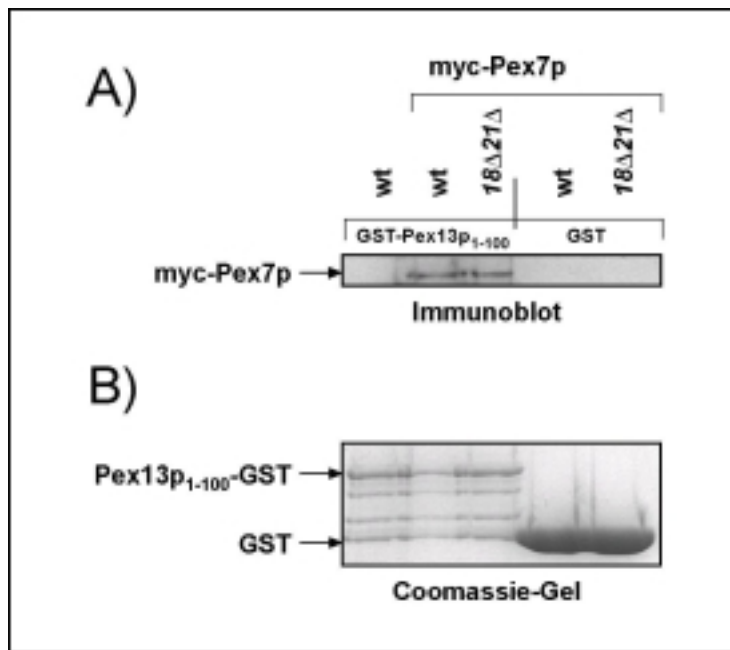 A)
myc-Pex7p
wt wt 18Δ21Δ wt 18Δ21Δ
GST-Pex13p1-100 GST
myc-Pex7p
Immunoblot
B)
Pex13p1-100-GST
GST
Coomassie-Gel